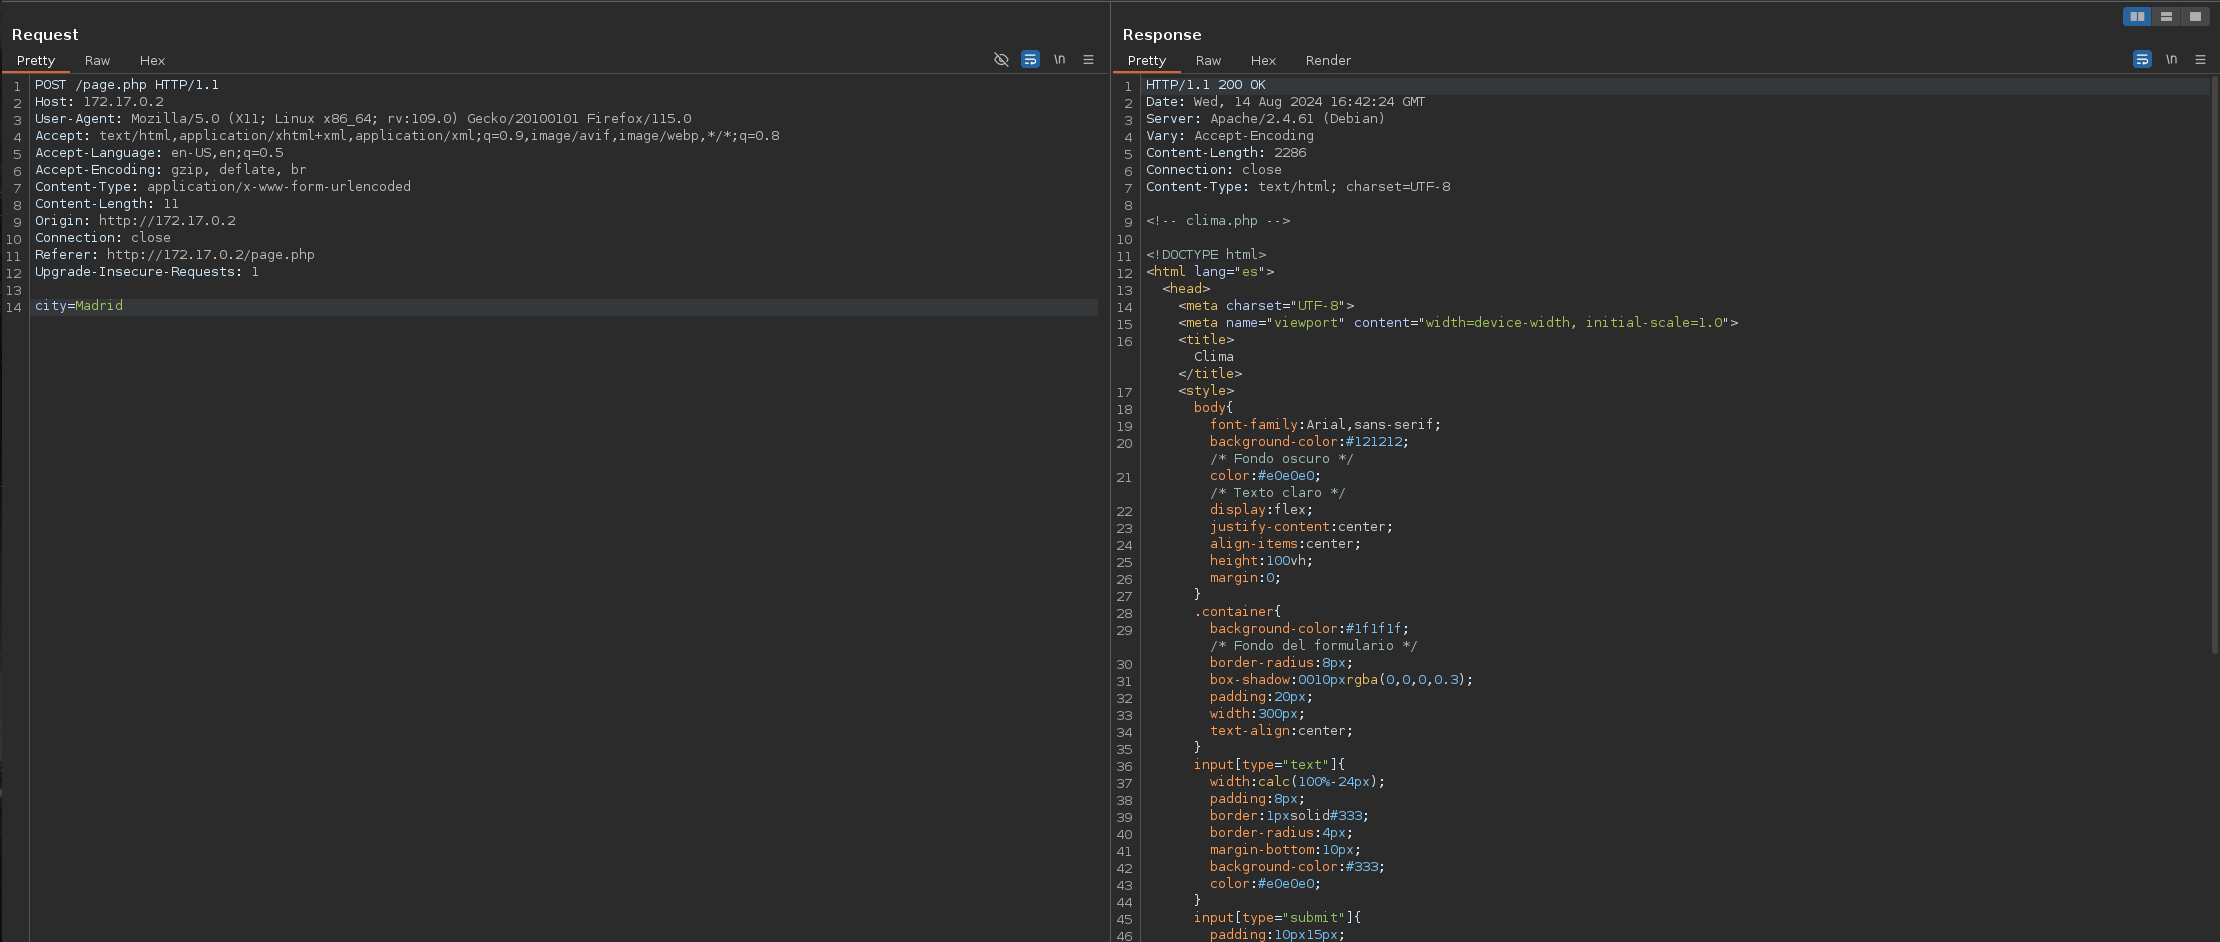 Request
Pretty Raw Hex
\n
1 POST /page.php HTTP/1.1
2 Host: 172.17.0.2
3 User-Agent: Mozilla/5.0 (X11; Linux x86_64; rv:109.0) Gecko/20100101 Firefox/115.0
4 Accept: text/html,application/xhtml+xml,application/xml;q=0.9,image/avif,image/webp,*/*;q=0.8
5 Accept-Language: en-US,en;q=0.5
6 Accept-Encoding: gzip, deflate, br
7 Content-Type: application/x-www-form-urlencoded
8 Content-Length: 11
9 Origin: http://172.17.0.2
10 Connection: close
11 Referer: http://172.17.0.2/page.php
12 Upgrade-Insecure-Requests: 1
13
14 city=Madrid
Response
Pretty Raw Hex Render
\n
1 HTTP/1.1 200 OK
2 Date: Wed, 14 Aug 2024 16:42:24 GMT
3 Server: Apache/2.4.61 (Debian)
4 Vary: Accept-Encoding
5 Content-Length: 2286
6 Connection: close
7 Content-Type: text/html; charset=UTF-8
8
9 <!-- clima.php -->
10
11 <!DOCTYPE html>
12 <html lang="es">
13 <head>
14 <meta charset="UTF-8">
15 <meta name="viewport" content="width=device-width, initial-scale=1.0">
16 <title>
Clima
</title>
17 <style>
18 body{
19 font-family:Arial,sans-serif;
20 background-color:#121212;
/* Fondo oscuro */
21 color:#e0e0e0;
/* Texto claro */
22 display:flex;
23 justify-content:center;
24 align-items:center;
25 height:100vh;
26 margin:0;
27 }
28 .container{
29 background-color:#1f1f1f;
/* Fondo del formulario */
30 border-radius:8px;
31 box-shadow:0010pxrgba(0,0,0,0.3);
32 padding:20px;
33 width:300px;
34 text-align:center;
35 }
36 input[type="text"]{
37 width:calc(100%-24px);
38 padding:8px;
39 border:1pxsolid#333;
40 border-radius:4px;
41 margin-bottom:10px;
42 background-color:#333;
43 color:#e0e0e0;
44 }
45 input[type="submit"]{
46 padding:10px15px;